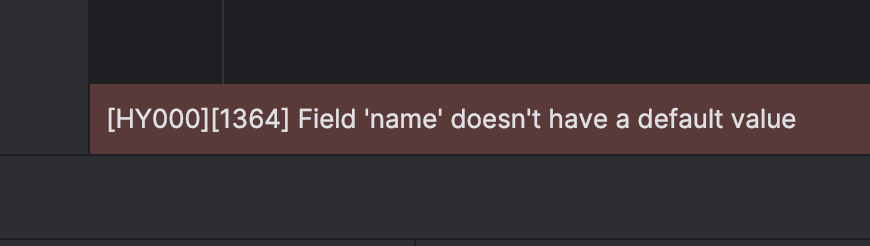 [HY000][1364] Field 'name' doesn't have a default value